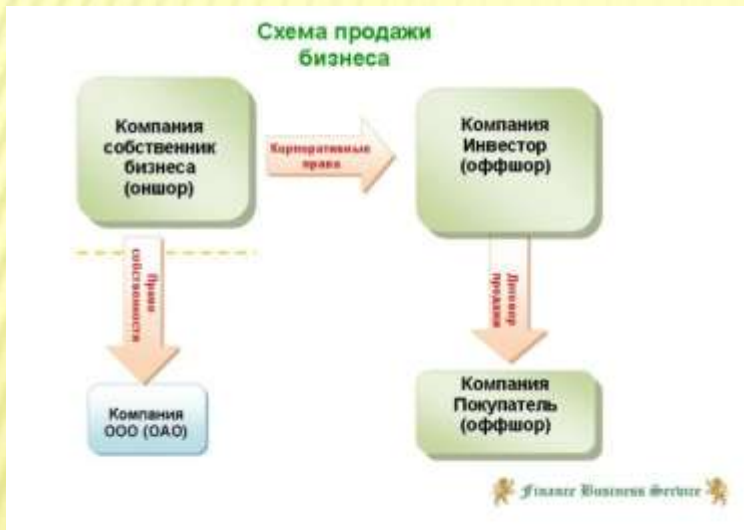 Схема продажи
бизнеса
Компания
собственник
бизнеса
(оншор)
Корпоративные
права
Компания
Инвестор
(оффшор)
Право
собственности
Договор
продажи
Компания
ООО (ОАО)
Компания
Покупатель
(оффшор)
Finance Business Service